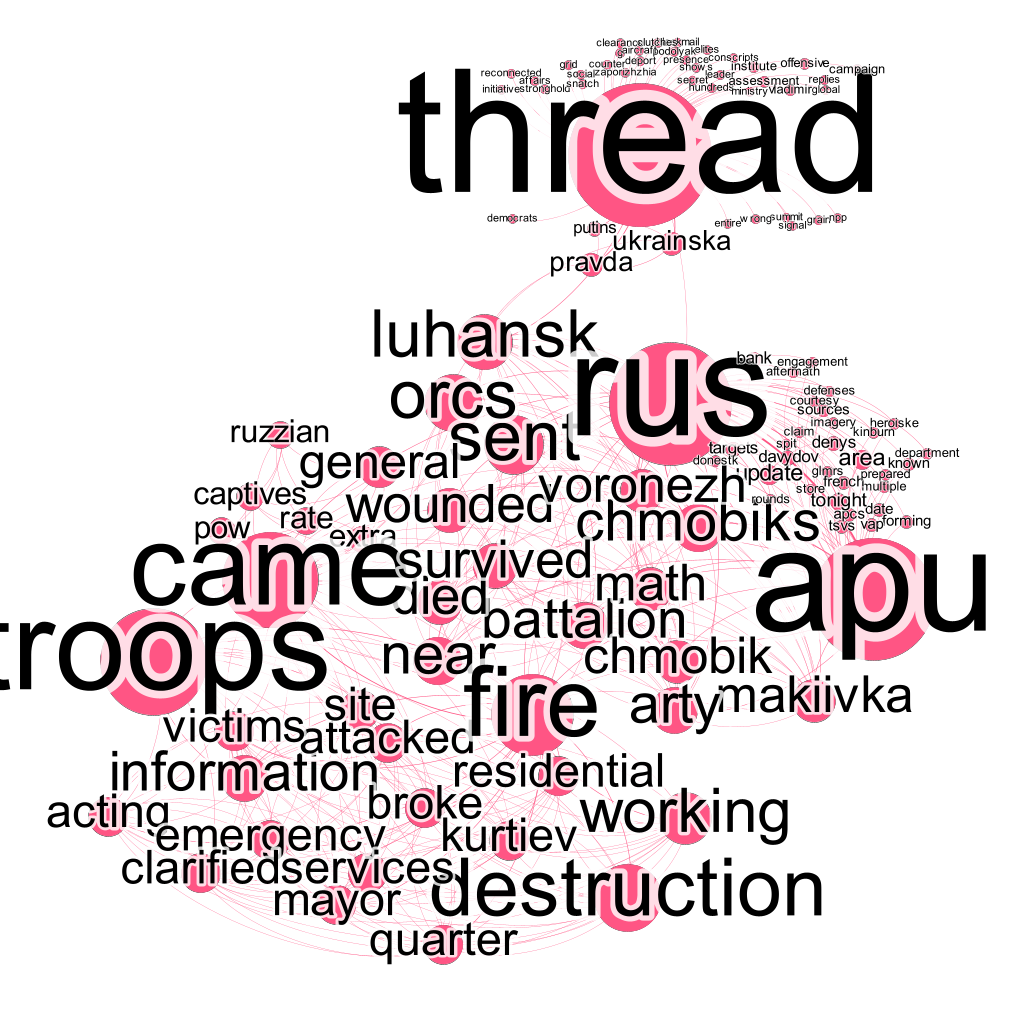 clearance clutch eskmail
aircraft podolyak elites
grid counter deport presence conscripts
reconnected social zaporizhzhia shows institute offensive campaign
affairs snatch secret leader assessment replies
initiative stronghold hundreds ministry vladimir global
thread
democrats entire wrong summit signal grain npp
putins
ukrainska
pravda
luhansk
rus
bank engagement
aftermath
orcs
defenses
courtesy
sources
ruzzian
sent
imagery heroiske
claim kinburn
general
targets spit denys
donestk davydov area known department
voronezh
update glmrs french prepared
captives
wounded
store multiple
rounds tonight
pow rate
chmobiks
apcs date
extra
tsvs vap forming
came
survived
math
apu
died
battalion
troops
near
chmobik
fire
site
arty
makiivka
victims
attacked
information
residential
acting
broke
working
emergency
kurtiev
clarified services
destruction
mayor
quarter